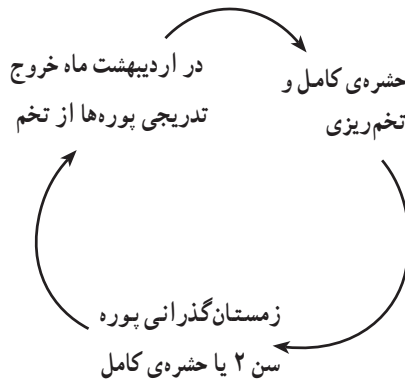 در اردیبهشت ماه خروج
تدریجی پوره‌ها از تخم
حشره‌ی کامل و
تخم‌ریزی
زمستان‌گذرانی پوره
سن ۲ یا حشره‌ی کامل